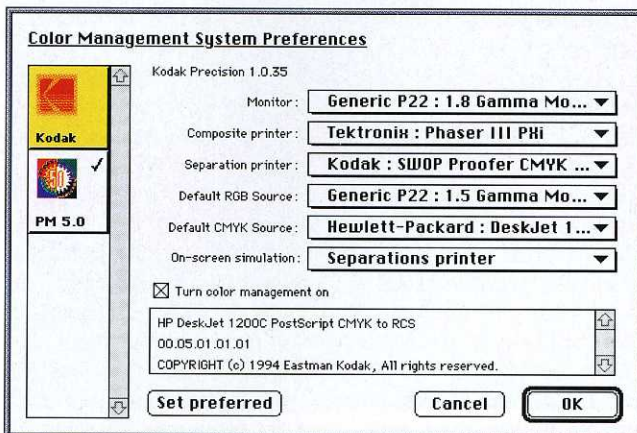 Color Management System Preferences
Kodak
50
PM 5.0
Kodak Precision 1.0.35
Monitor: Generic P22 : 1.8 Gamma Mo...
Composite printer: Tektronix : Phaser III PXi
Separation printer: Kodak : SWOP Proofer CMYK ...
Default RGB Source: Generic P22 : 1.5 Gamma Mo...
Default CMYK Source: Hewlett-Packard : DeskJet 1...
On-screen simulation: Separations printer
Turn color management on
HP DeskJet 1200C PostScript CMYK to RCS
00.05.01.01.01
COPYRIGHT (c) 1994 Eastman Kodak, All rights reserved.
Set preferred
Cancel
OK